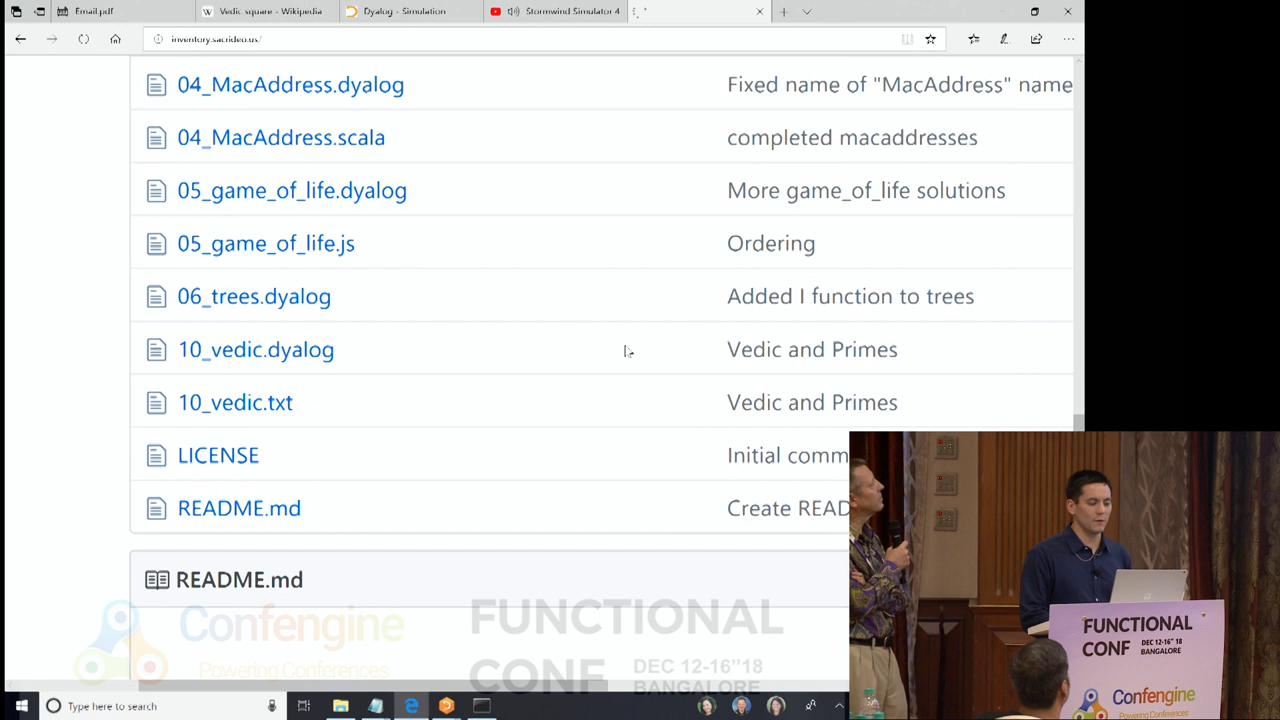 Email.pdf
Vedic square - Wikipedia
Dyalog - Simulation
Stormwind Simulator 4
inventory.sacrideo.us/
04_MacAddress.dyalog
Fixed name of "MacAddress" name
04_MacAddress.scala
completed macaddresses
05_game_of_life.dyalog
More game_of_life solutions
05_game_of_life.js
Ordering
06_trees.dyalog
Added I function to trees
10_vedic.dyalog
Vedic and Primes
10_vedic.txt
Vedic and Primes
LICENSE
Initial comm
README.md
Create READ
README.md
Confengine
Powering Conferences
FUNCTIONAL
CONF
DEC 12-16"18
BANGALORE
FUNCTIONAL
CONF
DEC 12-16" 18
BANGALORE
Confengine
Type here to search